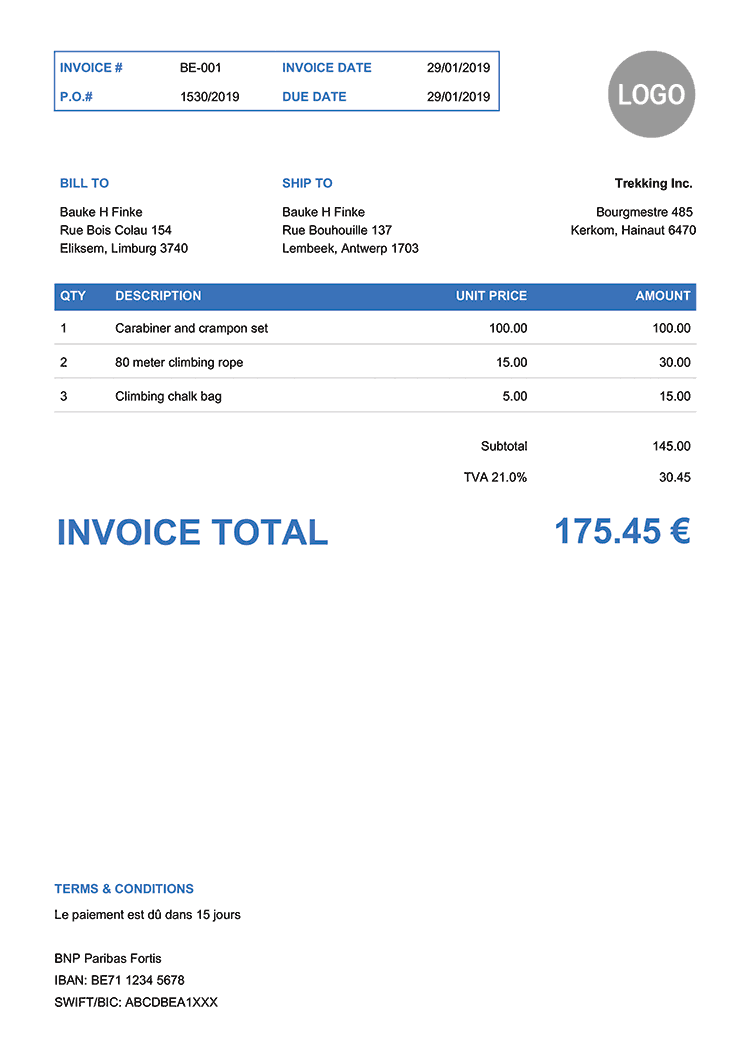 INVOICE # BE-001 INVOICE DATE 29/01/2019
P.O.# 1530/2019 DUE DATE 29/01/2019
LOGO
BILL TO SHIP TO Trekking Inc.
Bauke H Finke Bauke H Finke Bourgmestre 485
Rue Bois Colau 154 Rue Bouhouille 137 Kerkom, Hainaut 6470
Eliksem, Limburg 3740 Lembeek, Antwerp 1703
QTY DESCRIPTION UNIT PRICE AMOUNT
1 Carabiner and crampon set 100.00 100.00
2 80 meter climbing rope 15.00 30.00
3 Climbing chalk bag 5.00 15.00
Subtotal 145.00
TVA 21.0% 30.45
INVOICE TOTAL 175.45 €
TERMS & CONDITIONS
Le paiement est dû dans 15 jours
BNP Paribas Fortis
IBAN: BE71 1234 5678
SWIFT/BIC: ABCDBEA1XXX